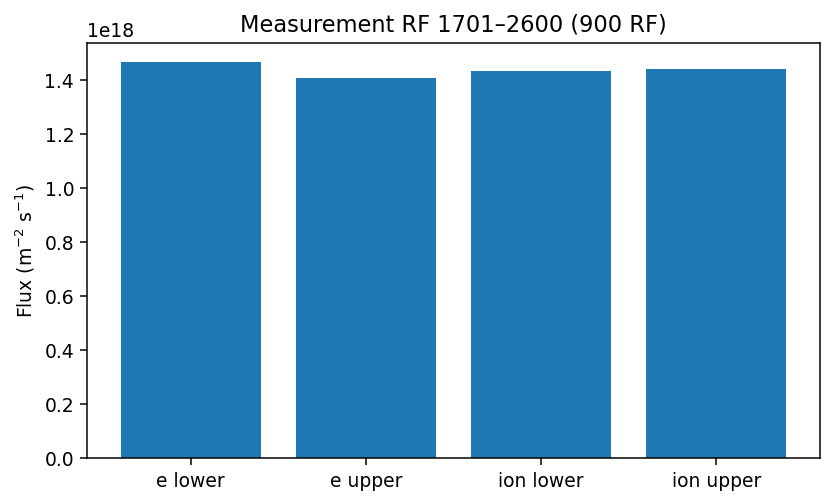 Measurement RF 1701–2600 (900 RF)
1e18
Flux (m⁻² s⁻¹)
1.4
1.2
1.0
0.8
0.6
0.4
0.2
0.0
e lower e upper ion lower ion upper